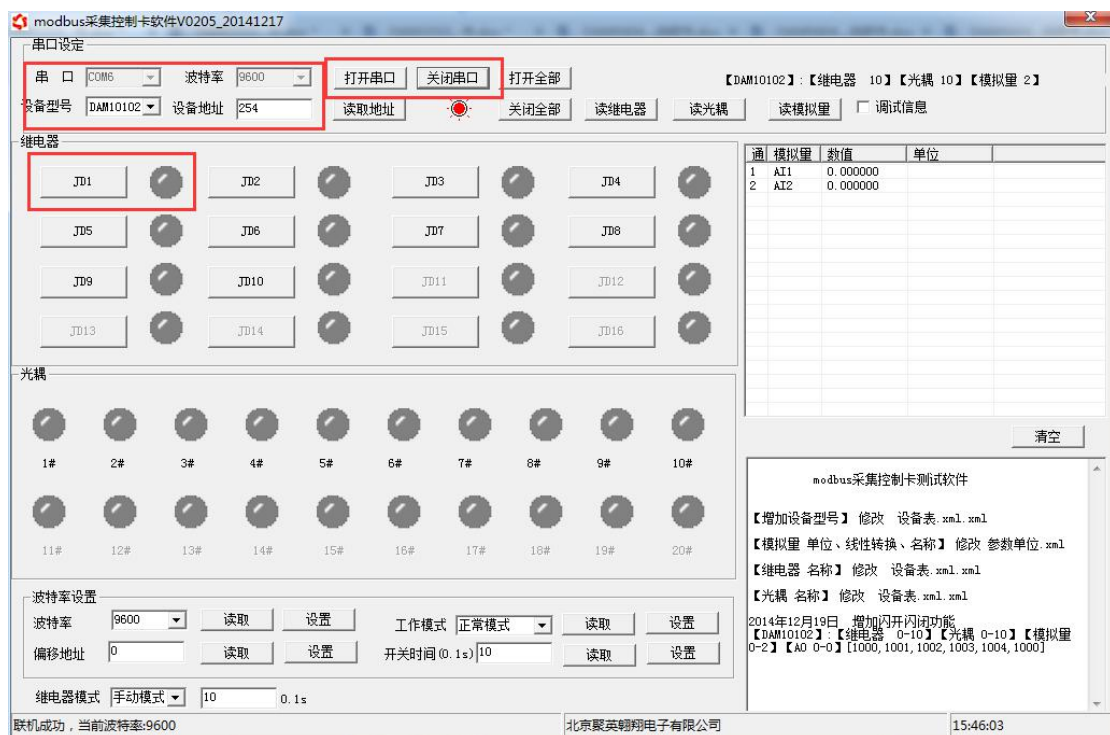 modbus采集控制卡软件V0205_20141217
串口设定
串 口 COM6 波特率 9600 打开串口 关闭串口 打开全部 【DAM10102】:【继电器 10】【光耦 10】【模拟量 2】
设备型号 DAM10102 设备地址 254 读取地址 关闭全部 读继电器 读光耦 读模拟量 调试信息
继电器
JD1 JD2 JD3 JD4
JD5 JD6 JD7 JD8
JD9 JD10 JD11 JD12
JD13 JD14 JD15 JD16
通 模拟量 数值 单位
1 AI1 0.000000
2 AI2 0.000000
清空
光耦
1# 2# 3# 4# 5# 6# 7# 8# 9# 10#
11# 12# 13# 14# 15# 16# 17# 18# 19# 20#
modbus采集控制卡测试软件
【增加设备型号】 修改 设备表.xml.xml
【模拟量 单位、线性转换、名称】 修改 参数单位.xml
【继电器 名称】 修改 设备表.xml.xml
【光耦 名称】 修改 设备表.xml.xml
2014年12月19日 增加闪开闪闭功能
【DAM10102】:【继电器 0-10】【光耦 0-10】【模拟量
0-2】【AO 0-0】[1000,1001,1002,1003,1004,1000]
波特率设置
波特率 9600 读取 设置 工作模式 正常模式 读取 设置
偏移地址 0 读取 设置 开关时间(0.1s) 10 读取 设置
继电器模式 手动模式 10 0.1s
联机成功，当前波特率:9600 北京聚英翱翔电子有限公司 15:46:03